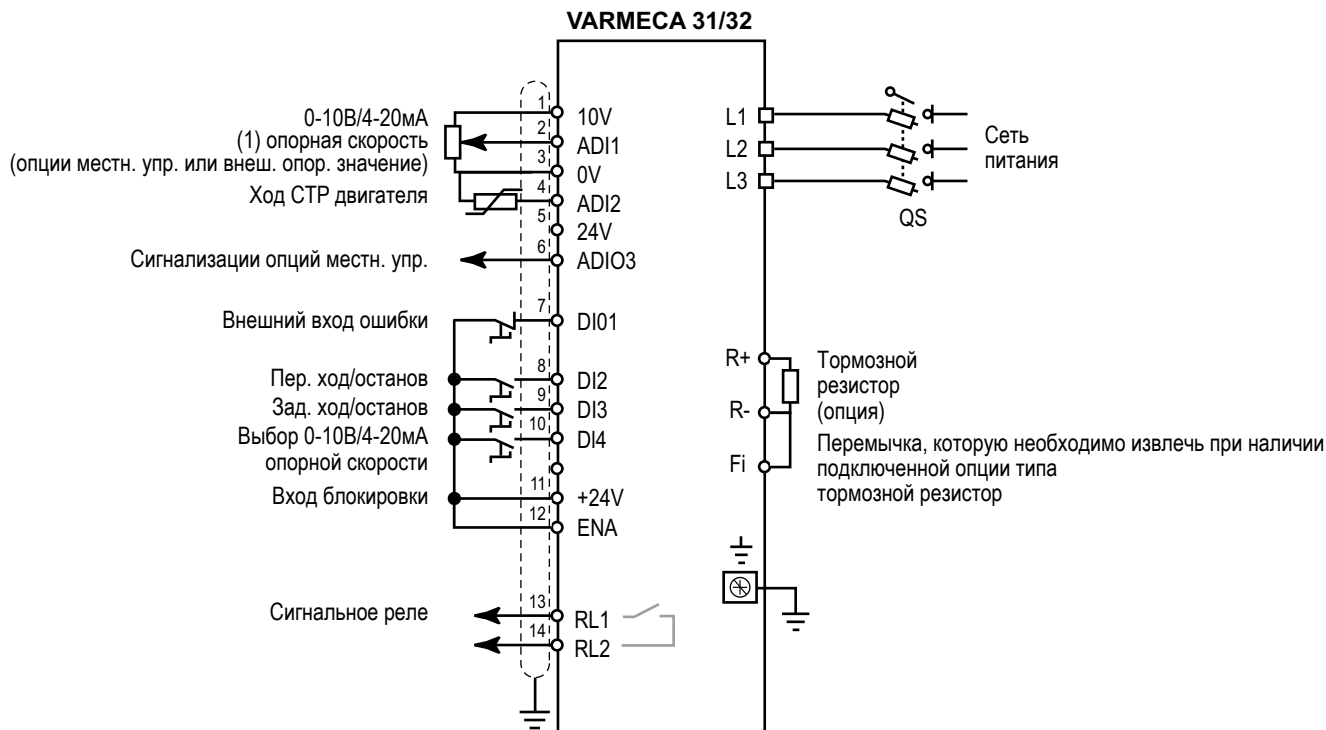 VARMECA 31/32
0-10В/4-20мА
(1) опорная скорость
(опции местн. упр. или внеш. опор. значение)
Ход СТР двигателя
Сигнализации опций местн. упр.
Внешний вход ошибки
Пер. ход/останов
Зад. ход/останов
Выбор 0-10В/4-20мА
опорной скорости
Вход блокировки
Сигнальное реле
1 10V
2 ADI1
3 0V
4 ADI2
5 24V
6 ADIO3
7 DI01
8 DI2
9 DI3
10 DI4
11 +24V
12 ENA
13 RL1
14 RL2
L1
L2
L3
QS
Сеть
питания
R+
R-
Fi
Тормозной
резистор
(опция)
Перемычка, которую необходимо извлечь при наличии
подключенной опции типа
тормозной резистор